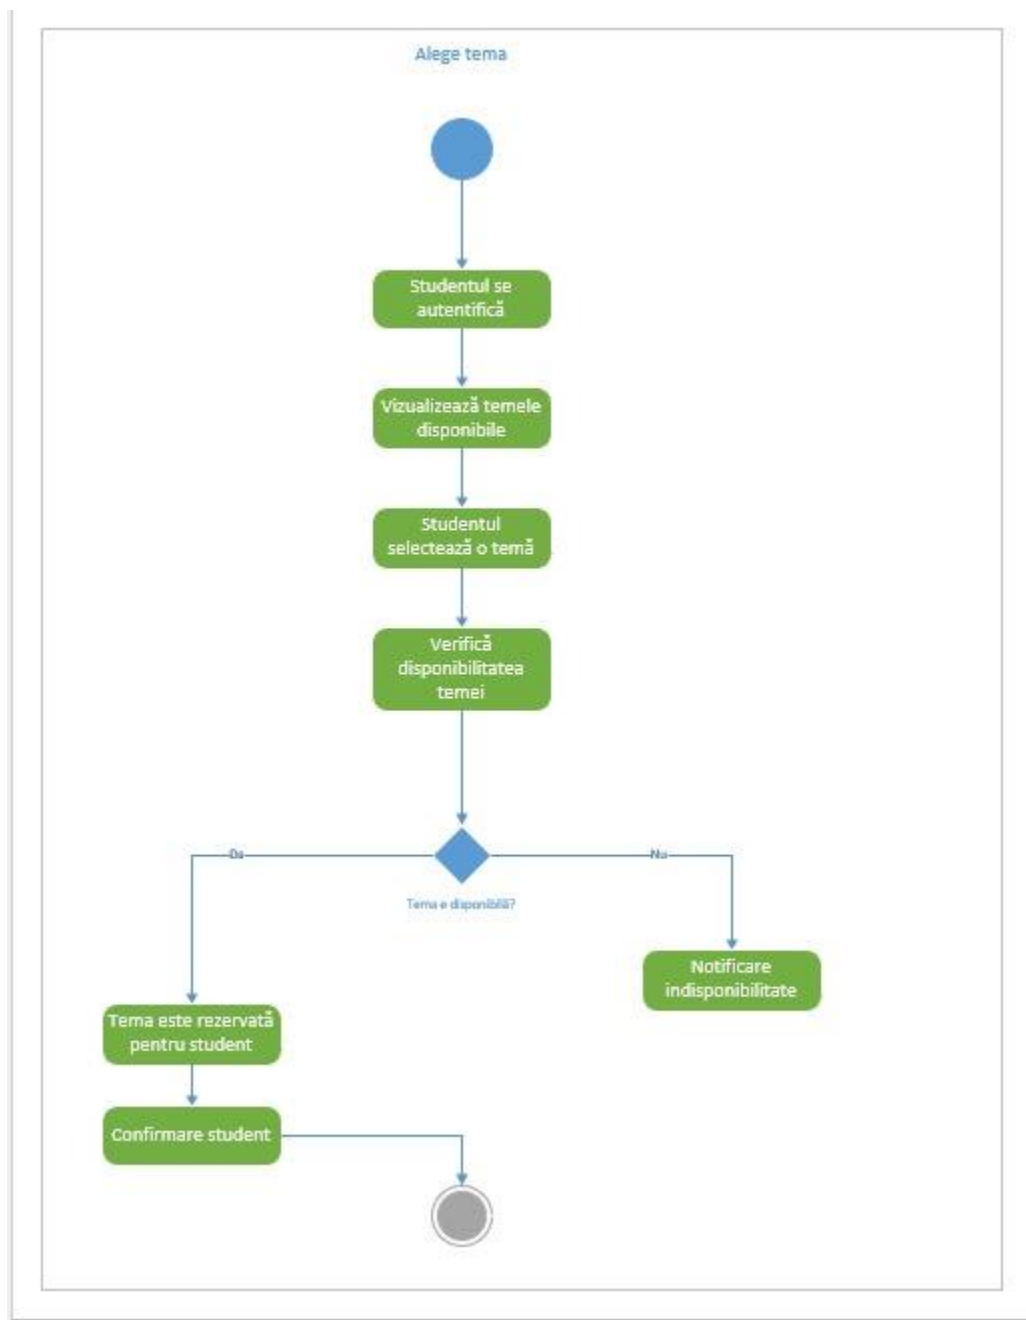 Alege tema
Studentul se
autentifică
Vizualizează temele
disponibile
Studentul
selectează o temă
Verifică
disponibilitatea
temei
Da
Nu
Tema e disponibilă?
Notificare
indisponibilitate
Tema este rezervată
pentru student
Confirmare student